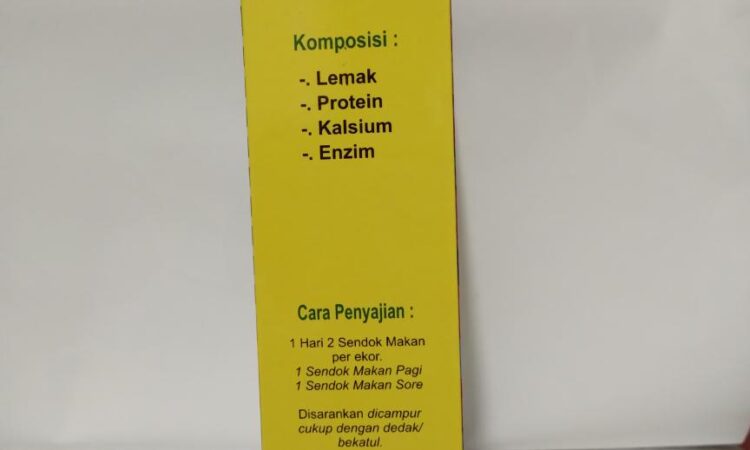 Komposisi :
-. Lemak
-. Protein
-. Kalsium
-. Enzim
Cara Penyajian :
1 Hari 2 Sendok Makan
per ekor.
1 Sendok Makan Pagi
1 Sendok Makan Sore
Disarankan dicampur
cukup dengan dedak/
bekatul.